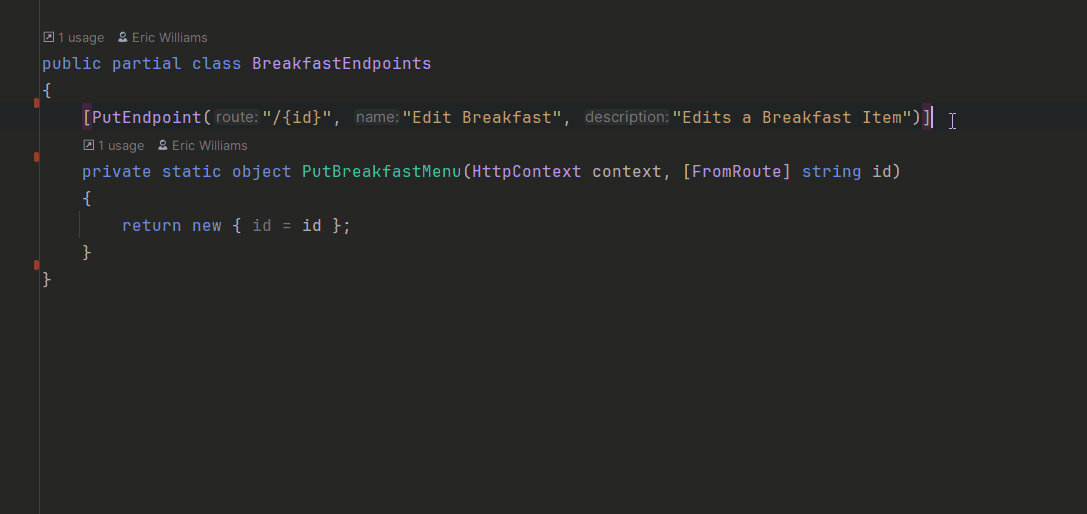 1 usage Eric Williams
public partial class BreakfastEndpoints
{
[PutEndpoint(route:"/{id}", name:"Edit Breakfast", description:"Edits a Breakfast Item")]
1 usage Eric Williams
private static object PutBreakfastMenu(HttpContext context, [FromRoute] string id)
{
return new { id = id };
}
}